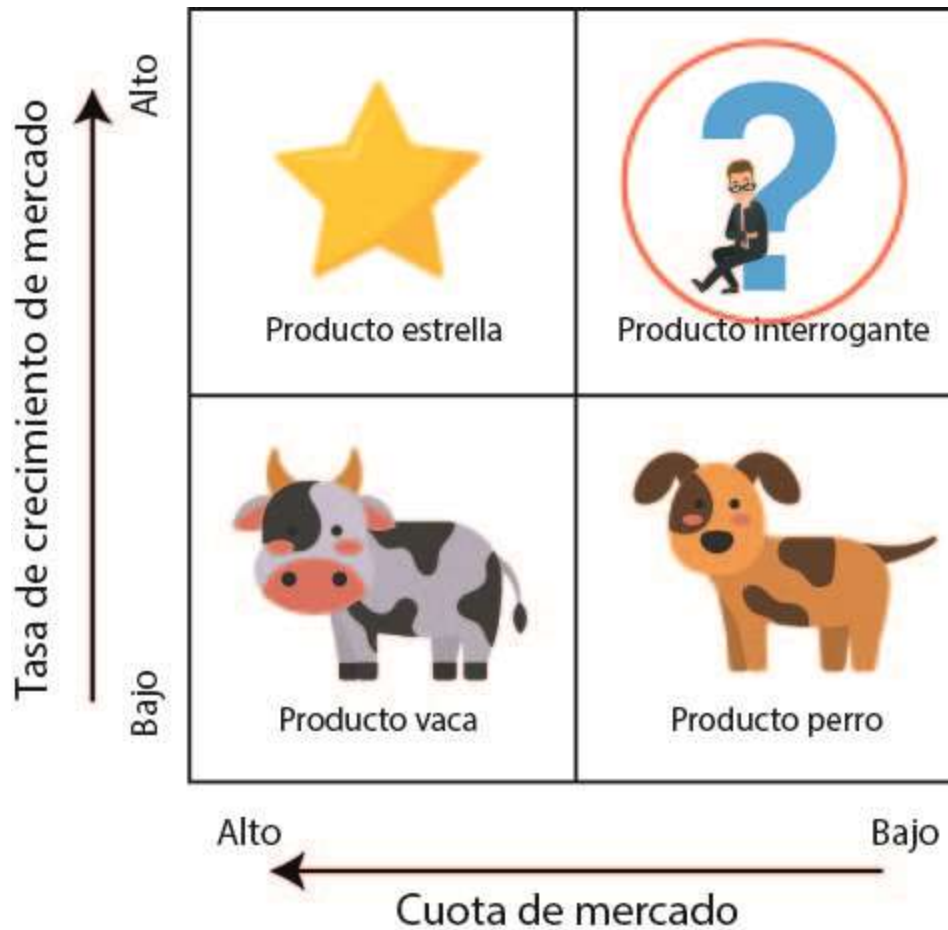 Tasa de crecimiento de mercado
Alto
Bajo
Producto estrella
Producto interrogante
Producto vaca
Producto perro
Alto
Bajo
Cuota de mercado